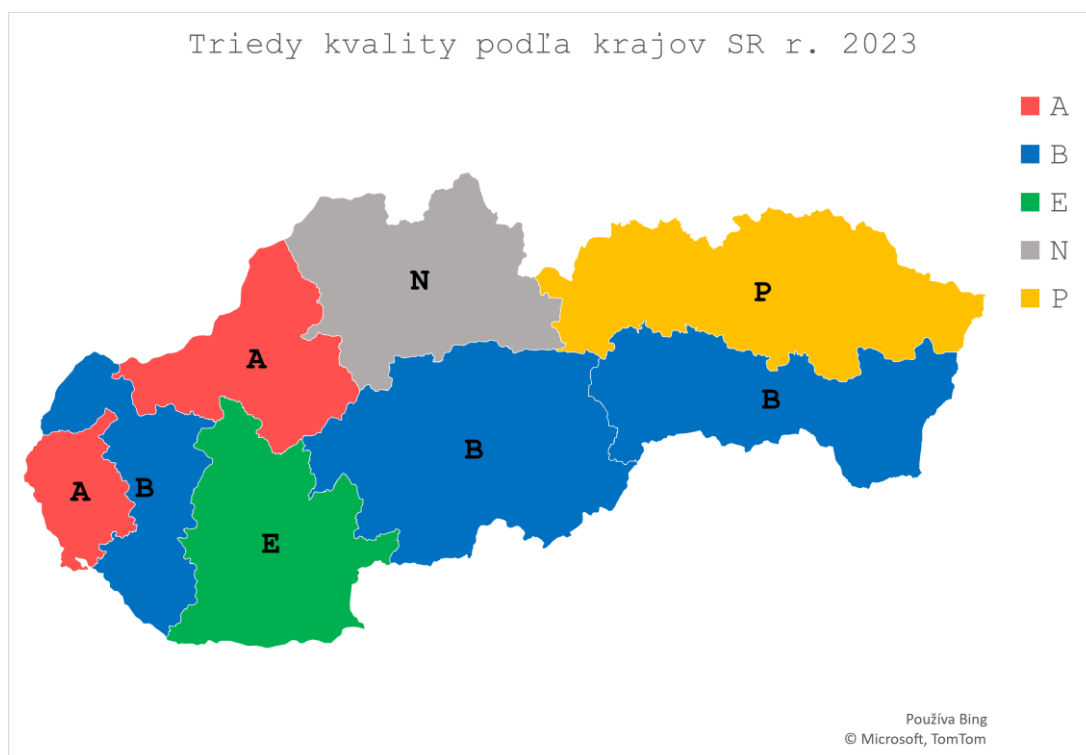 Triedy kvality podľa krajov SR r. 2023
A
B
E
N
P
N
P
A
B
B
A
B
E
Používa Bing
© Microsoft, TomTom